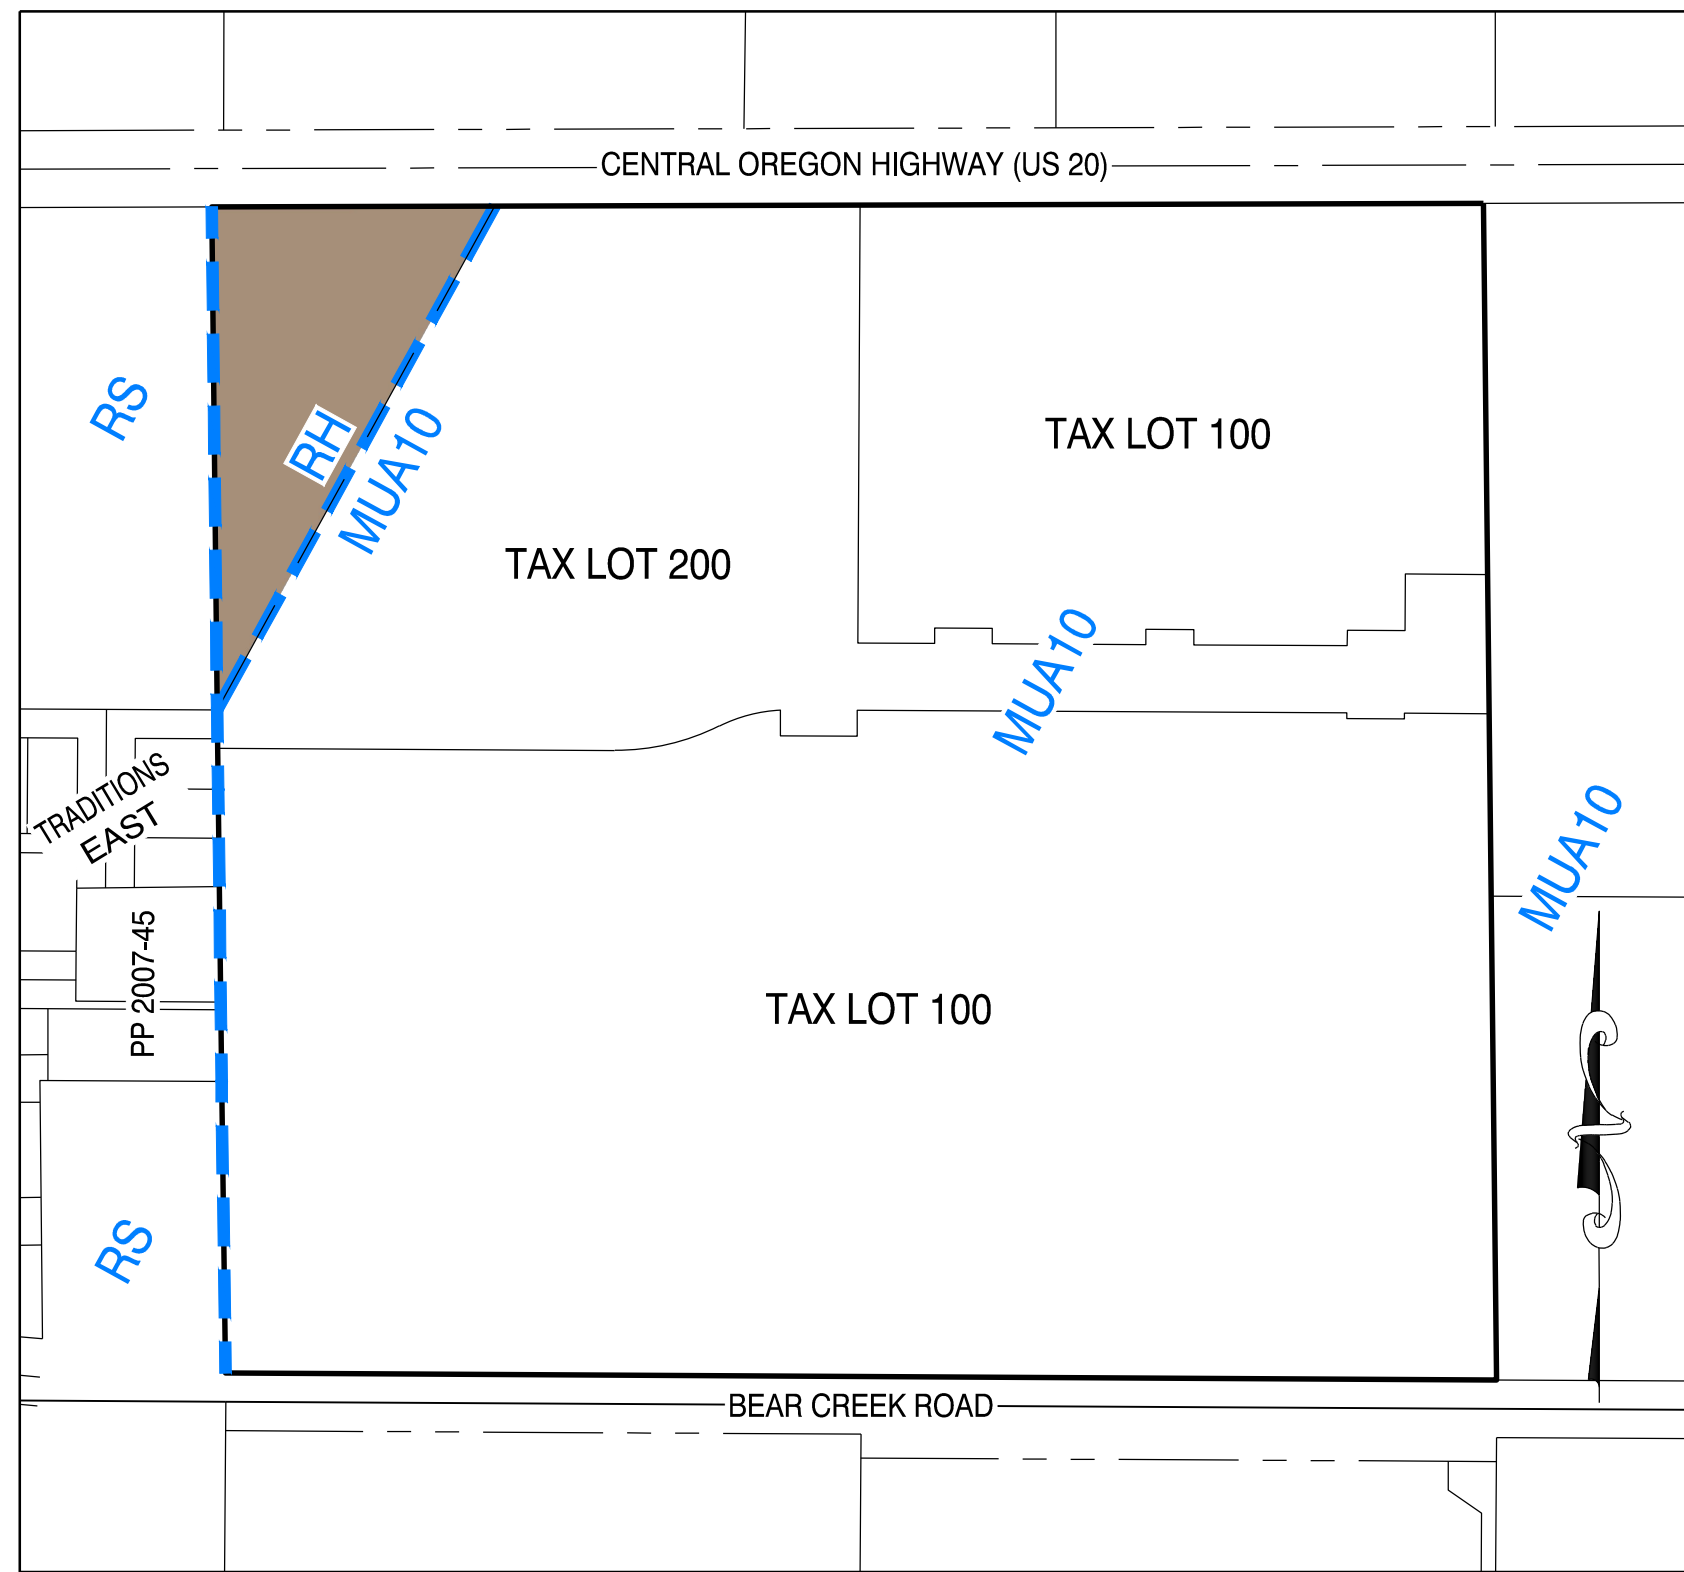 CENTRAL OREGON HIGHWAY (US 20)
RS
RH
MUA10
TAX LOT 100
TAX LOT 200
MUA10
TRADITIONS
EAST
MUA10
PP 2007-45
TAX LOT 100
RS
BEAR CREEK ROAD